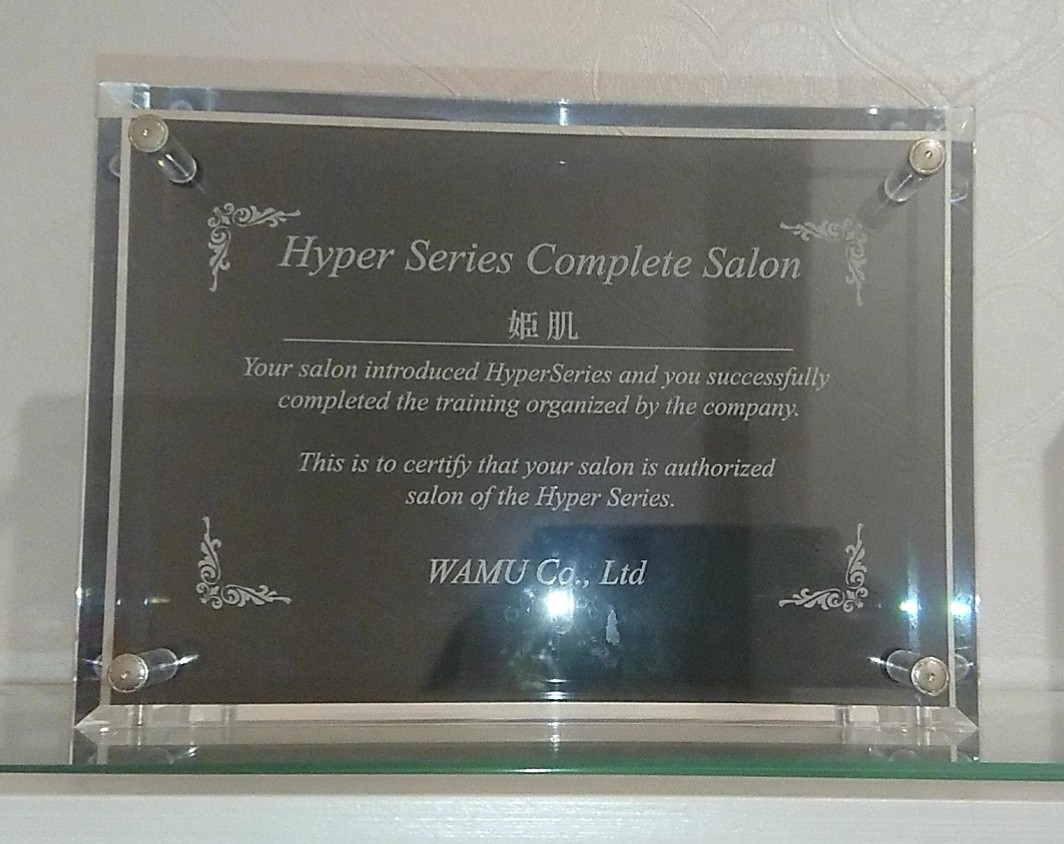 Hyper Series Complete Salon
姫肌
Your salon introduced HyperSeries and you successfully
completed the training organized by the company.
This is to certify that your salon is authorized
salon of the Hyper Series.
WAMU Co., Ltd